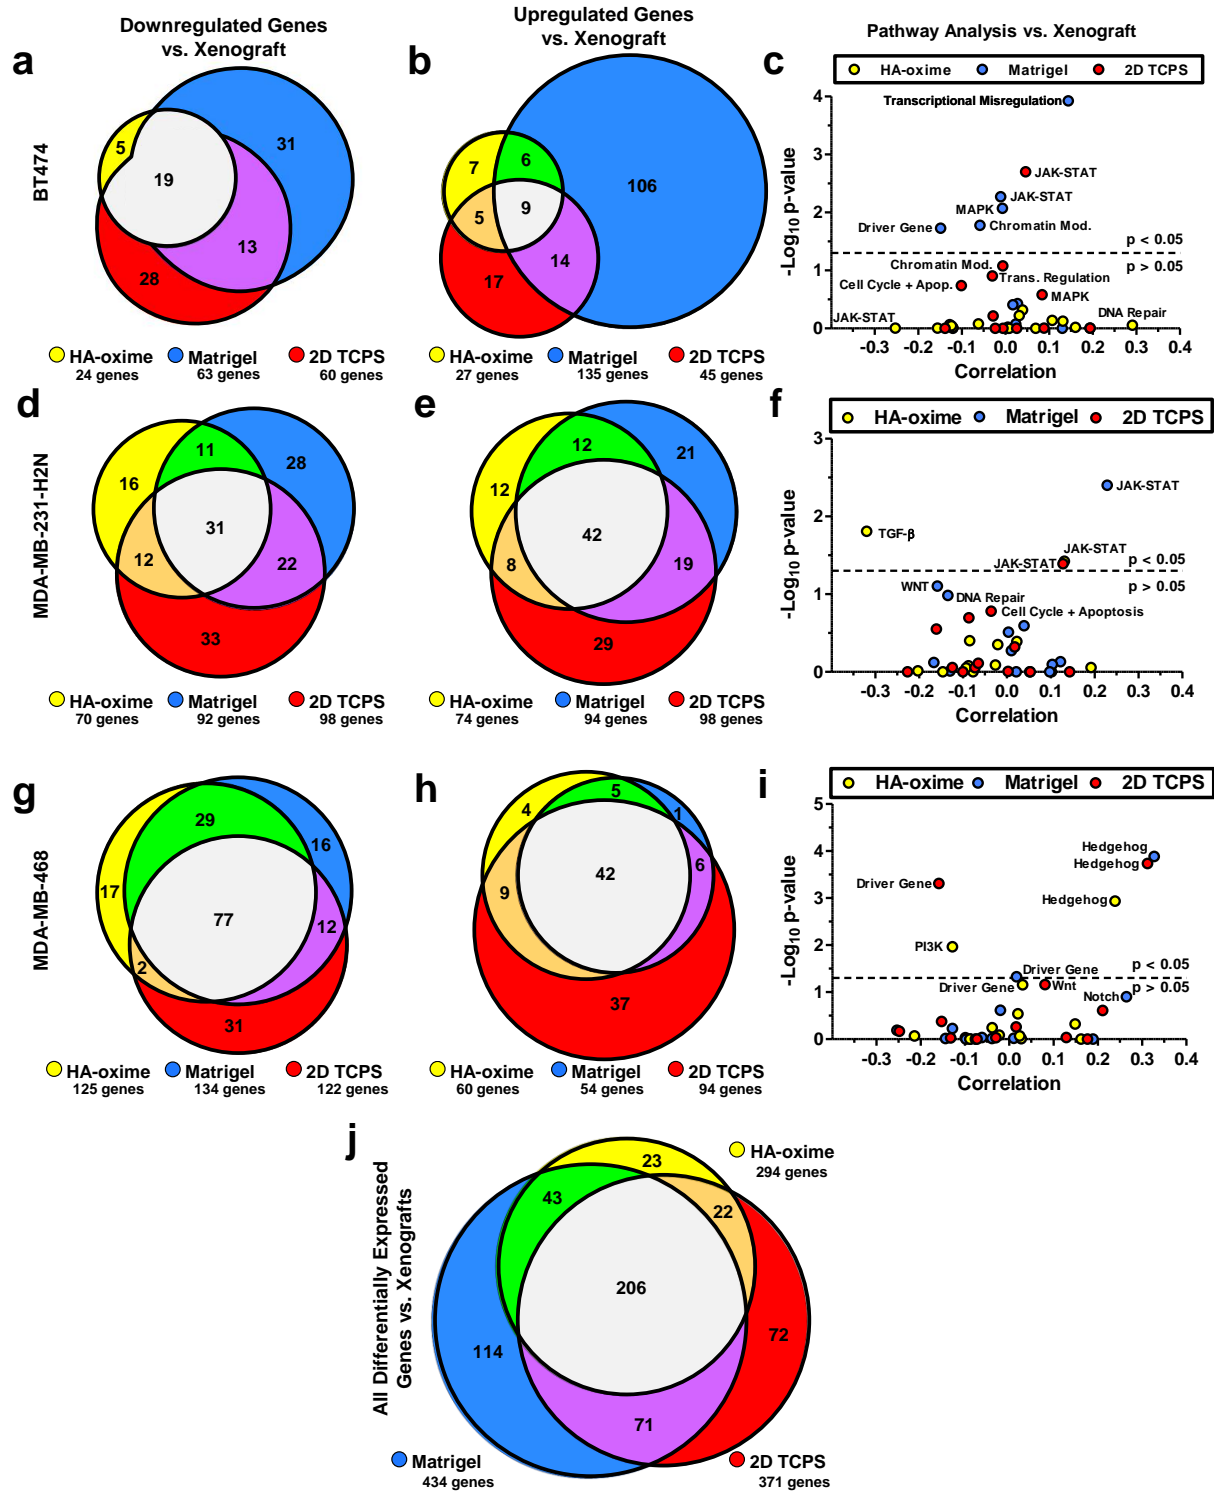 Downregulated Genes
vs. Xenograft
Upregulated Genes
vs. Xenograft
Pathway Analysis vs. Xenograft
a
BT474
5
31
19
13
28
HA-oxime
24 genes
Matrigel
63 genes
2D TCPS
60 genes
b
7
6
106
5
9
14
17
HA-oxime
27 genes
Matrigel
135 genes
2D TCPS
45 genes
c
HA-oxime
Matrigel
2D TCPS
-Log10 p-value
4
3
2
1
0
Transcriptional Misregulation
JAK-STAT
JAK-STAT
MAPK
Driver Gene
Chromatin Mod.
p < 0.05
p > 0.05
Chromatin Mod.
Trans. Regulation
Cell Cycle + Apop.
MAPK
JAK-STAT
DNA Repair
-0.3 -0.2 -0.1 0.0 0.1 0.2 0.3 0.4
Correlation
d
MDA-MB-231-H2N
11
28
16
31
12
22
33
HA-oxime
70 genes
Matrigel
92 genes
2D TCPS
98 genes
e
12
21
12
42
8
19
29
HA-oxime
74 genes
Matrigel
94 genes
2D TCPS
98 genes
f
HA-oxime
Matrigel
2D TCPS
-Log10 p-value
3
2
1
0
JAK-STAT
TGF-β
JAK-STAT
JAK-STAT
p < 0.05
p > 0.05
WNT
DNA Repair
Cell Cycle + Apoptosis
-0.3 -0.2 -0.1 0.0 0.1 0.2 0.3 0.4
Correlation
g
MDA-MB-468
29
16
17
77
12
2
31
HA-oxime
125 genes
Matrigel
134 genes
2D TCPS
122 genes
h
4
5
1
9
42
6
37
HA-oxime
60 genes
Matrigel
54 genes
2D TCPS
94 genes
i
HA-oxime
Matrigel
2D TCPS
-Log10 p-value
5
4
3
2
1
0
Hedgehog
Hedgehog
Driver Gene
Hedgehog
PI3K
Driver Gene
p < 0.05
p > 0.05
Driver Gene
Wnt
Notch
-0.3 -0.2 -0.1 0.0 0.1 0.2 0.3 0.4
Correlation
j
All Differentially Expressed
Genes vs. Xenografts
23
43
22
206
114
72
71
HA-oxime
294 genes
Matrigel
434 genes
2D TCPS
371 genes